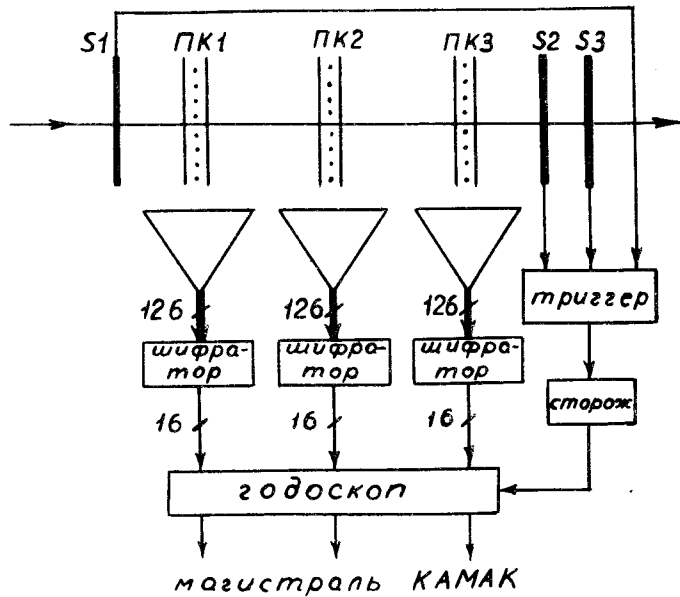 S1 ПК1 ПК2 ПК3 S2 S3
126 126 126
триггер
шифра-
тор
шифра-
тор
шифра-
тор
сторож
16 16 16
годоскоп
магистраль КАМАК